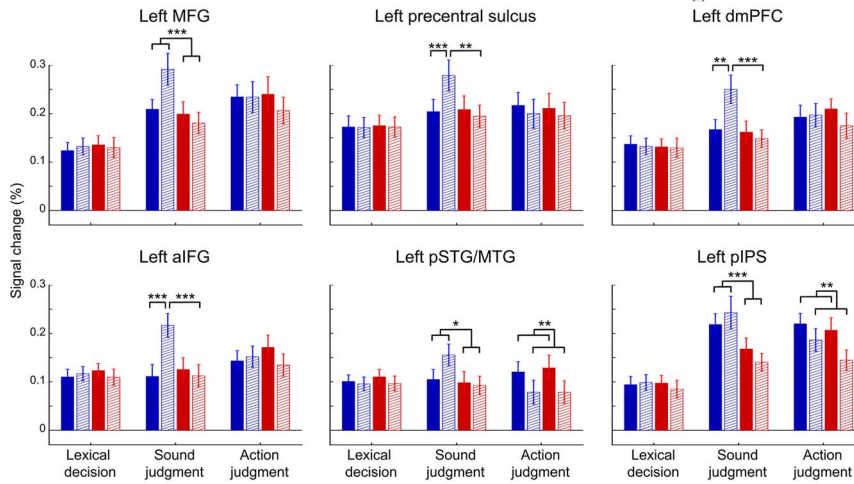 Left MFG
Left precentral sulcus
Left dmPFC
***
*** **
** ***
0.3
0.2
0.1
0
Signal change (%)
Left aIFG
Left pSTG/MTG
Left pIPS
*** ***
* **
*** **
0.3
0.2
0.1
0
Lexical decision
Sound judgment
Action judgment
Lexical decision
Sound judgment
Action judgment
Lexical decision
Sound judgment
Action judgment